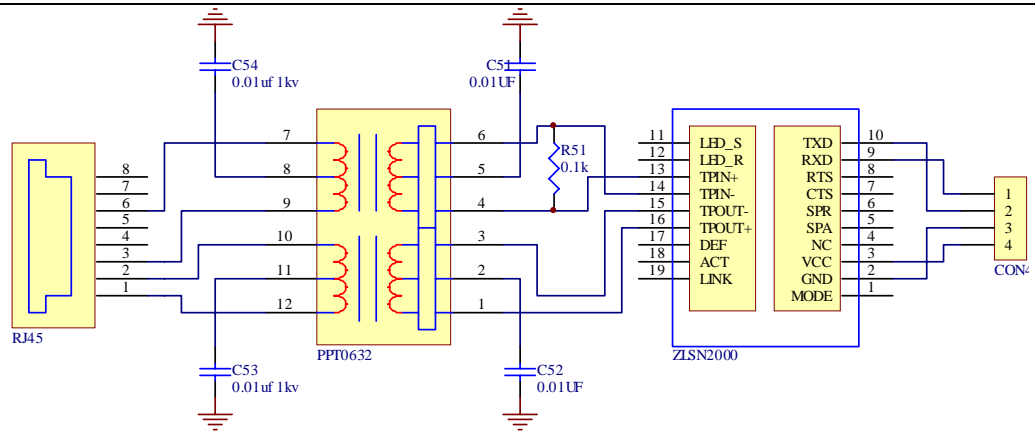 C54
0.01uf 1kv
C51
0.01UF
7
8
9
10
11
12
6
5
4
3
2
1
R51
0.1k
8
7
6
5
4
3
2
1
RJ45
PPT0632
C53
0.01uf 1kv
C52
0.01UF
11 LED_S
12 LED_R
13 TPIN+
14 TPIN-
15 TPOUT-
16 TPOUT+
17 DEF
18 ACT
19 LINK
TXD 10
RXD 9
RTS 8
CTS 7
SPR 6
SPA 5
NC 4
VCC 3
GND 2
MODE 1
ZLSN2000
1
2
3
4
CON4